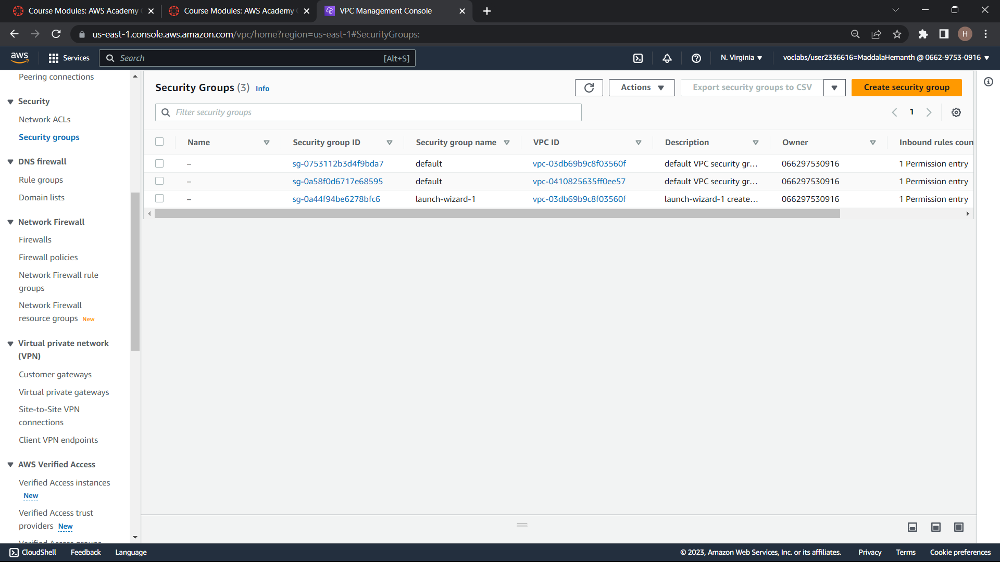 Course Modules: AWS Academy
Course Modules: AWS Academy
VPC Management Console
us-east-1.console.aws.amazon.com/vpc/home?region=us-east-1#SecurityGroups:
H
aws
Services
Search
[Alt+S]
N. Virginia
voclabs/user2336616=MaddalaHemanth @ 0662-9753-0916
Peering connections
Security
Network ACLs
Security groups
DNS firewall
Rule groups
Domain lists
Network Firewall
Firewalls
Firewall policies
Network Firewall rule
groups
Network Firewall
resource groups New
Virtual private network
(VPN)
Customer gateways
Virtual private gateways
Site-to-Site VPN
connections
Client VPN endpoints
AWS Verified Access
Verified Access instances
New
Verified Access trust
providers New
Verified Access groups
Security Groups (3) Info
Actions
Export security groups to CSV
Create security group
Filter security groups
1
Name Security group ID Security group name VPC ID Description Owner Inbound rules coun
– sg-0753112b3d4f9bda7 default vpc-03db69b9c8f03560f default VPC security gr... 066297530916 1 Permission entry
– sg-0a58f0d6717e68595 default vpc-0410825635ff0ee57 default VPC security gr... 066297530916 1 Permission entry
– sg-0a44f94be6278bfc6 launch-wizard-1 vpc-03db69b9c8f03560f launch-wizard-1 create... 066297530916 1 Permission entry
CloudShell Feedback Language
© 2023, Amazon Web Services, Inc. or its affiliates. Privacy Terms Cookie preferences